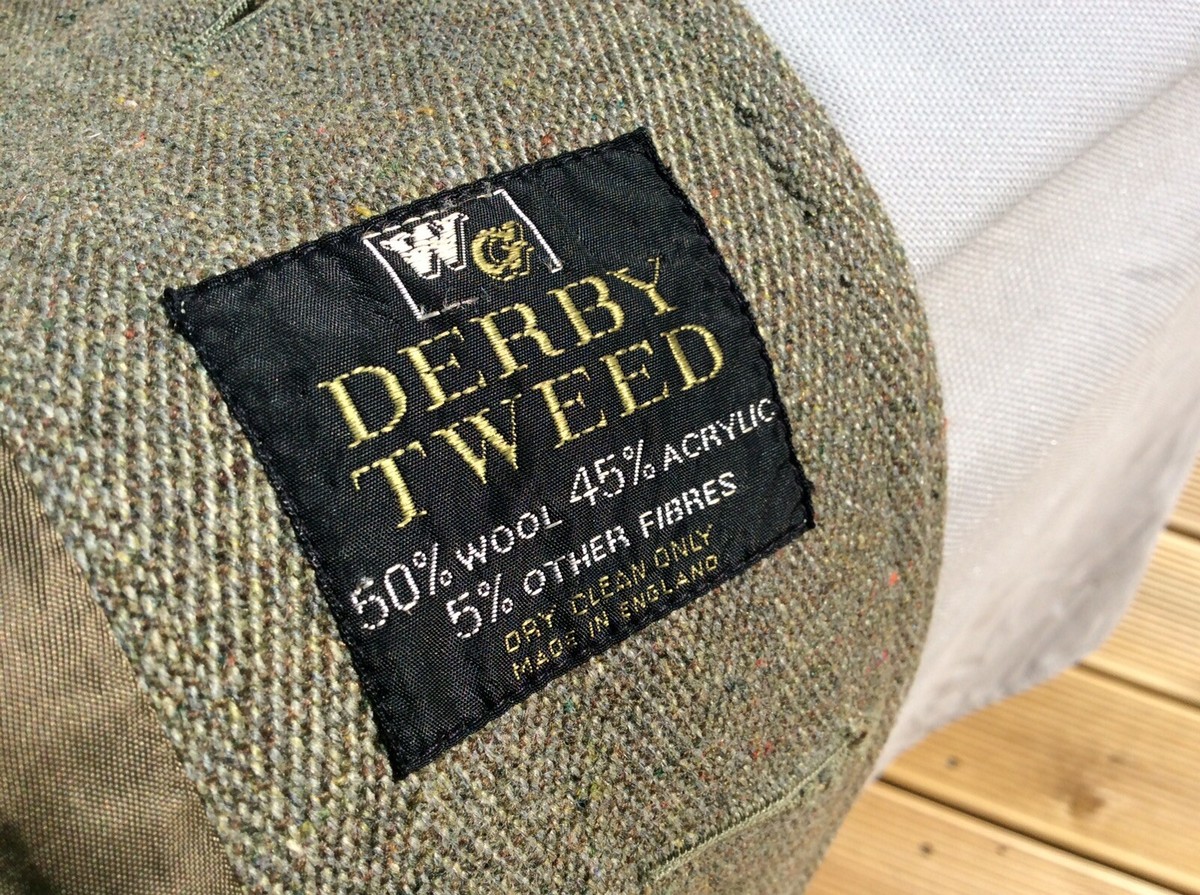 WG
DERBY
TWEED
50% WOOL 45% ACRYLIC
5% OTHER FIBRES
DRY CLEAN ONLY
MADE IN ENGLAND